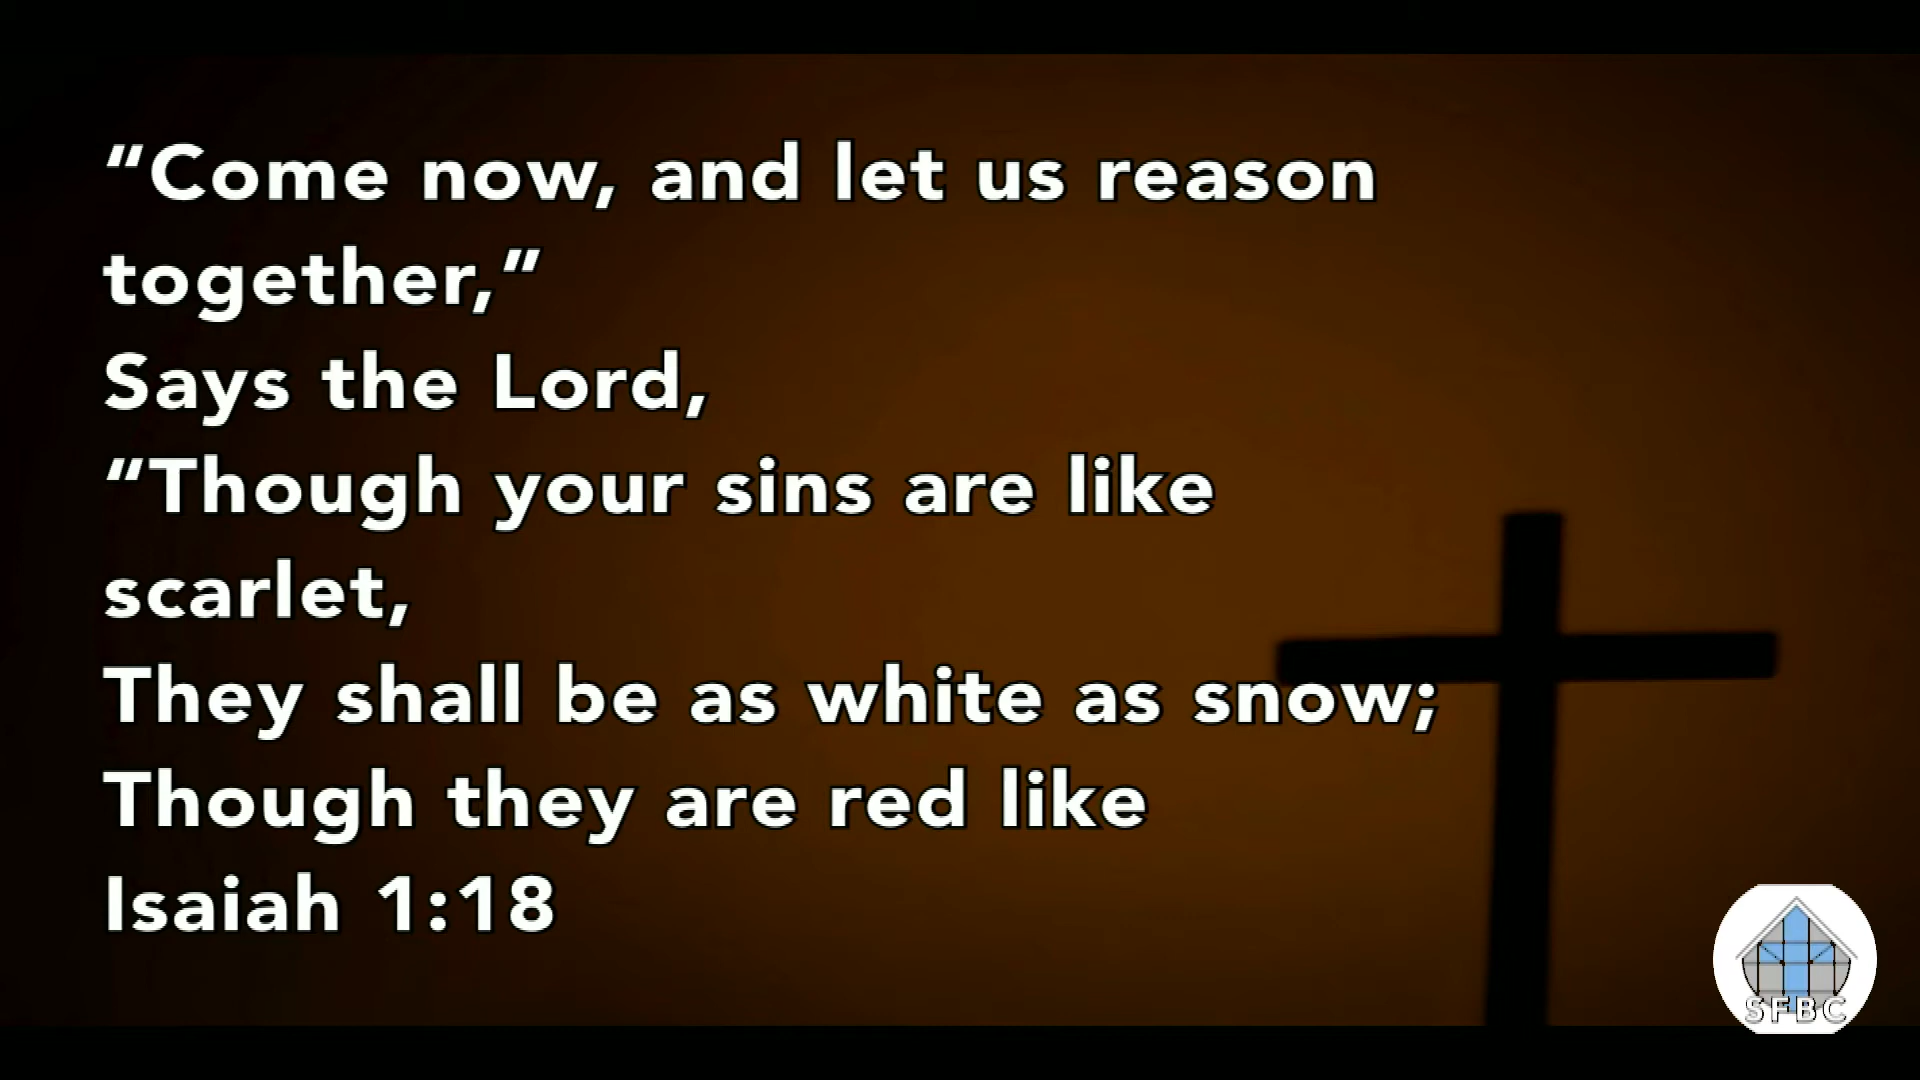 “Come now, and let us reason
together,”
Says the Lord,
“Though your sins are like
scarlet,
They shall be as white as snow;
Though they are red like
Isaiah 1:18
SFBC